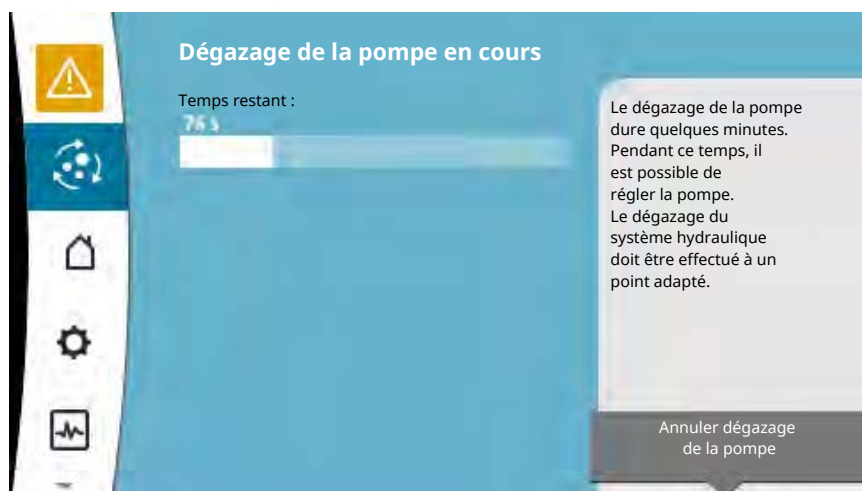 Dégazage de la pompe en cours
Temps restant :
76 s
Le dégazage de la pompe
dure quelques minutes.
Pendant ce temps, il
est possible de
régler la pompe.
Le dégazage du
système hydraulique
doit être effectué à un
point adapté.
Annuler dégazage
de la pompe